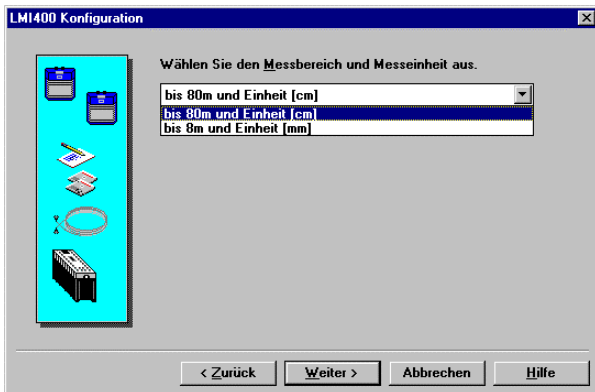 LMI400 Konfiguration
Wählen Sie den Messbereich und Messeinheit aus.
bis 80m und Einheit [cm]
bis 80m und Einheit [cm]
bis 8m und Einheit [mm]
< Zurück Weiter > Abbrechen Hilfe